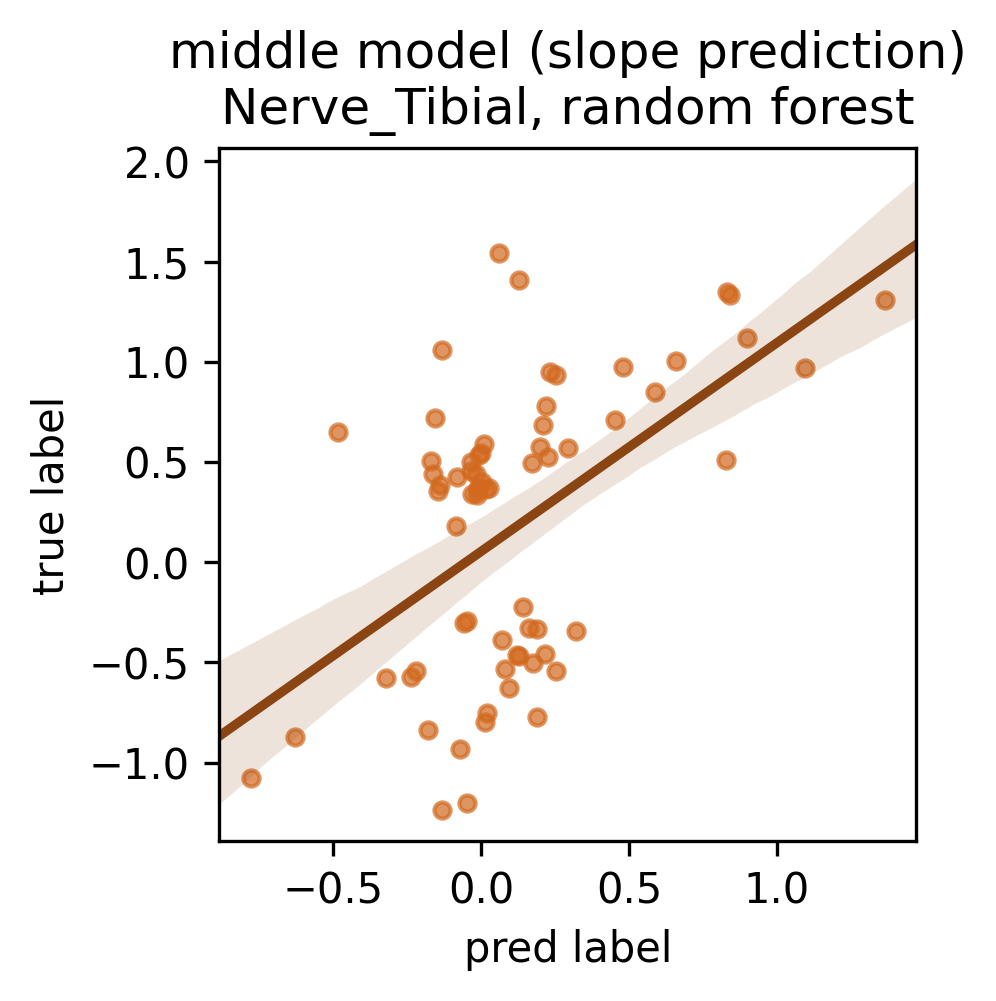 middle model (slope prediction)
Nerve_Tibial, random forest
2.0
1.5
1.0
0.5
0.0
−0.5
−1.0
true label
−0.5 0.0 0.5 1.0
pred label